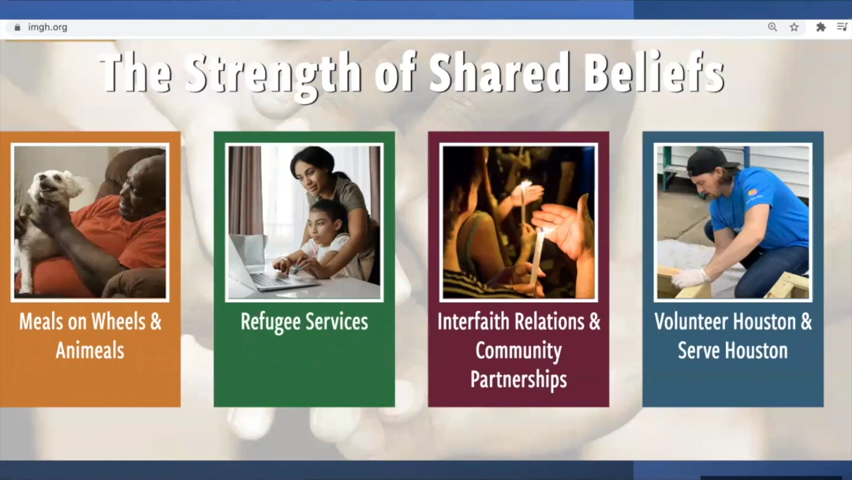 imgh.org
The Strength of Shared Beliefs
Meals on Wheels &
Animeals
Refugee Services
Interfaith Relations &
Community
Partnerships
Volunteer Houston &
Serve Houston